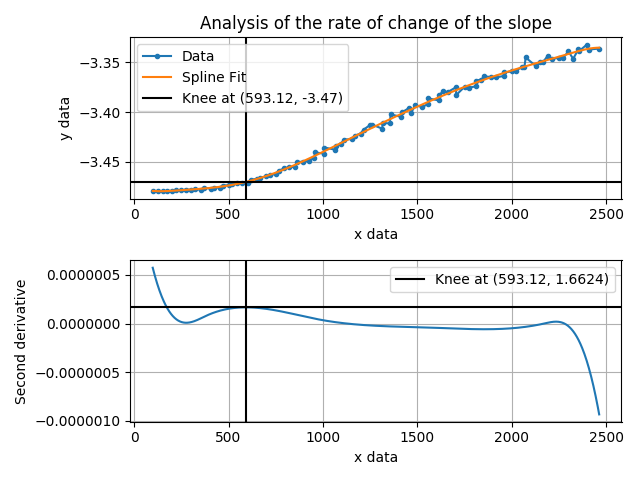 Analysis of the rate of change of the slope
Data
Spline Fit
Knee at (593.12, -3.47)
y data
−3.35
−3.40
−3.45
0 500 1000 1500 2000 2500
x data
Knee at (593.12, 1.6624)
Second derivative
0.0000005
0.0000000
−0.0000005
−0.0000010
0 500 1000 1500 2000 2500
x data